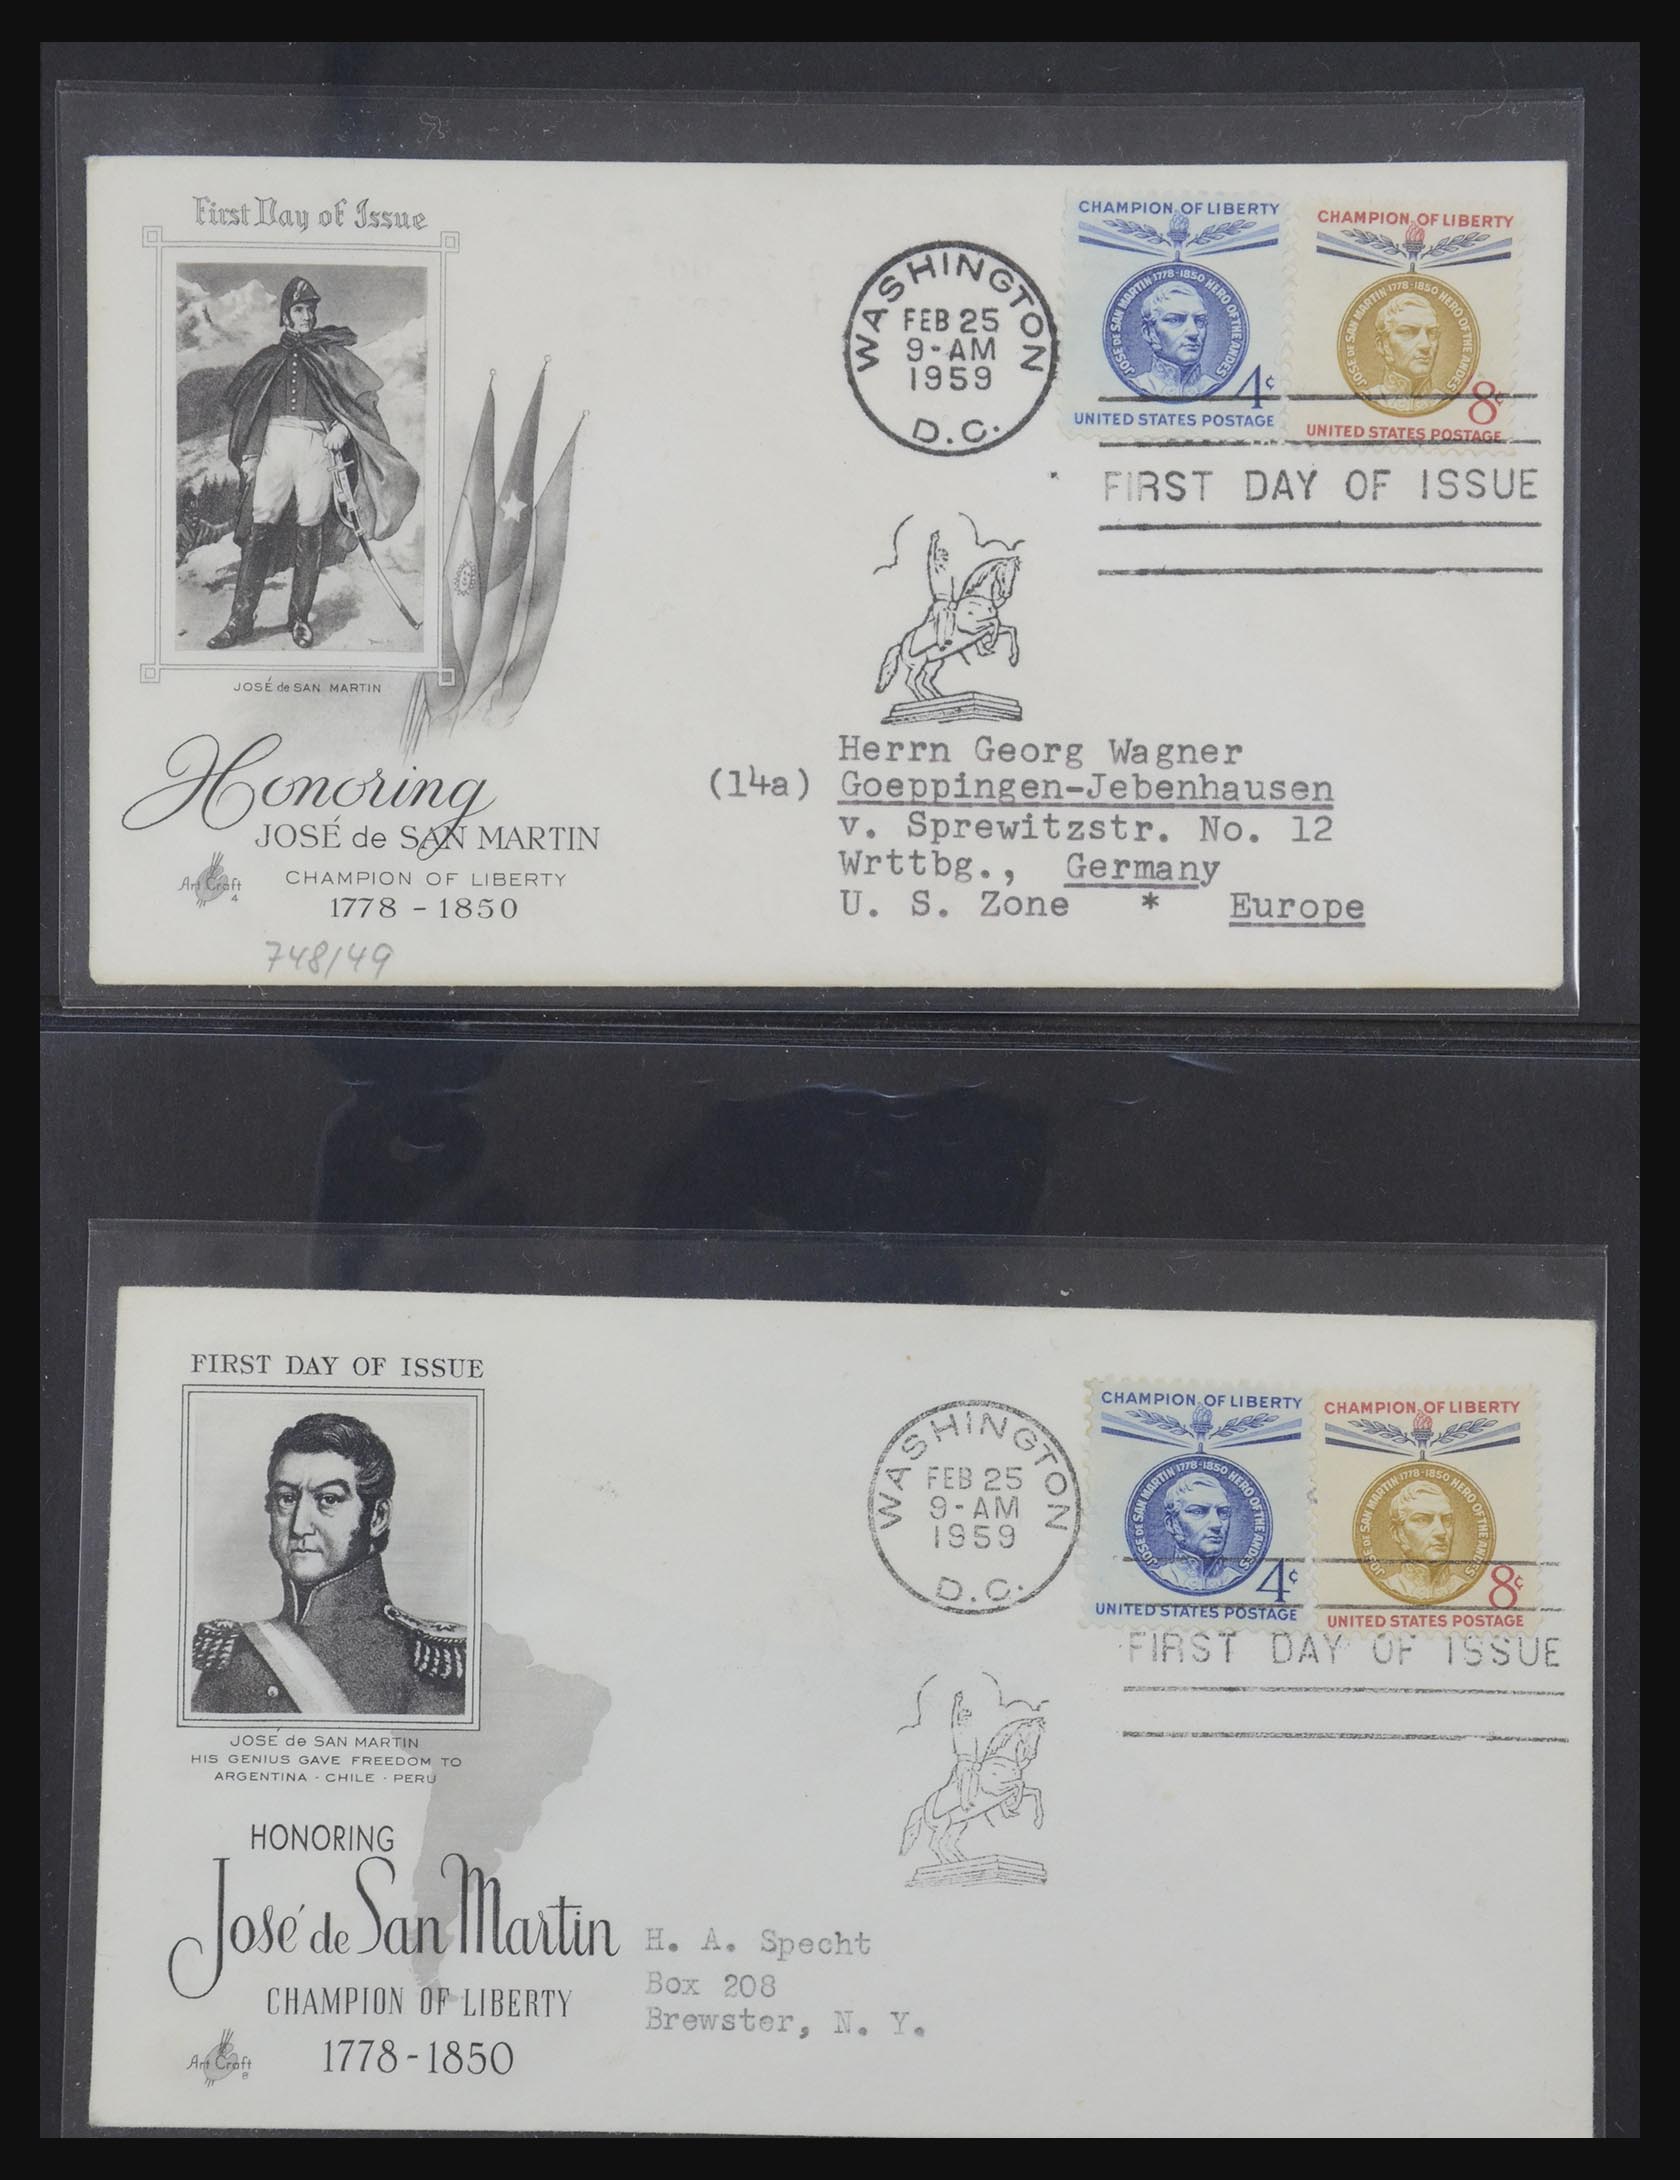 First Day of Issue
JOSÉ de SAN MARTIN
Honoring
JOSÉ de SAN MARTIN
CHAMPION OF LIBERTY
1778 - 1850
Art Craft
4
748/49
WASHINGTON
FEB 25
9-AM
1959
D.C.
CHAMPION OF LIBERTY
JOSE DE SAN MARTIN 1778-1850 HERO OF THE ANDES
4¢
UNITED STATES POSTAGE
CHAMPION OF LIBERTY
JOSE DE SAN MARTIN 1778-1850 HERO OF THE ANDES
8¢
UNITED STATES POSTAGE
FIRST DAY OF ISSUE
Herrn Georg Wagner
(14a) Goeppingen-Jebenhausen
v. Sprewitzstr. No. 12
Wrttbg., Germany
U. S. Zone * Europe
FIRST DAY OF ISSUE
JOSÉ de SAN MARTIN
HIS GENIUS GAVE FREEDOM TO
ARGENTINA - CHILE - PERU
HONORING
José de San Martin
CHAMPION OF LIBERTY
1778-1850
Art Craft
WASHINGTON
FEB 25
9-AM
1959
D.C.
CHAMPION OF LIBERTY
JOSE DE SAN MARTIN 1778-1850 HERO OF THE ANDES
4¢
UNITED STATES POSTAGE
CHAMPION OF LIBERTY
JOSE DE SAN MARTIN 1778-1850 HERO OF THE ANDES
8¢
UNITED STATES POSTAGE
FIRST DAY OF ISSUE
H. A. Specht
Box 208
Brewster, N. Y.